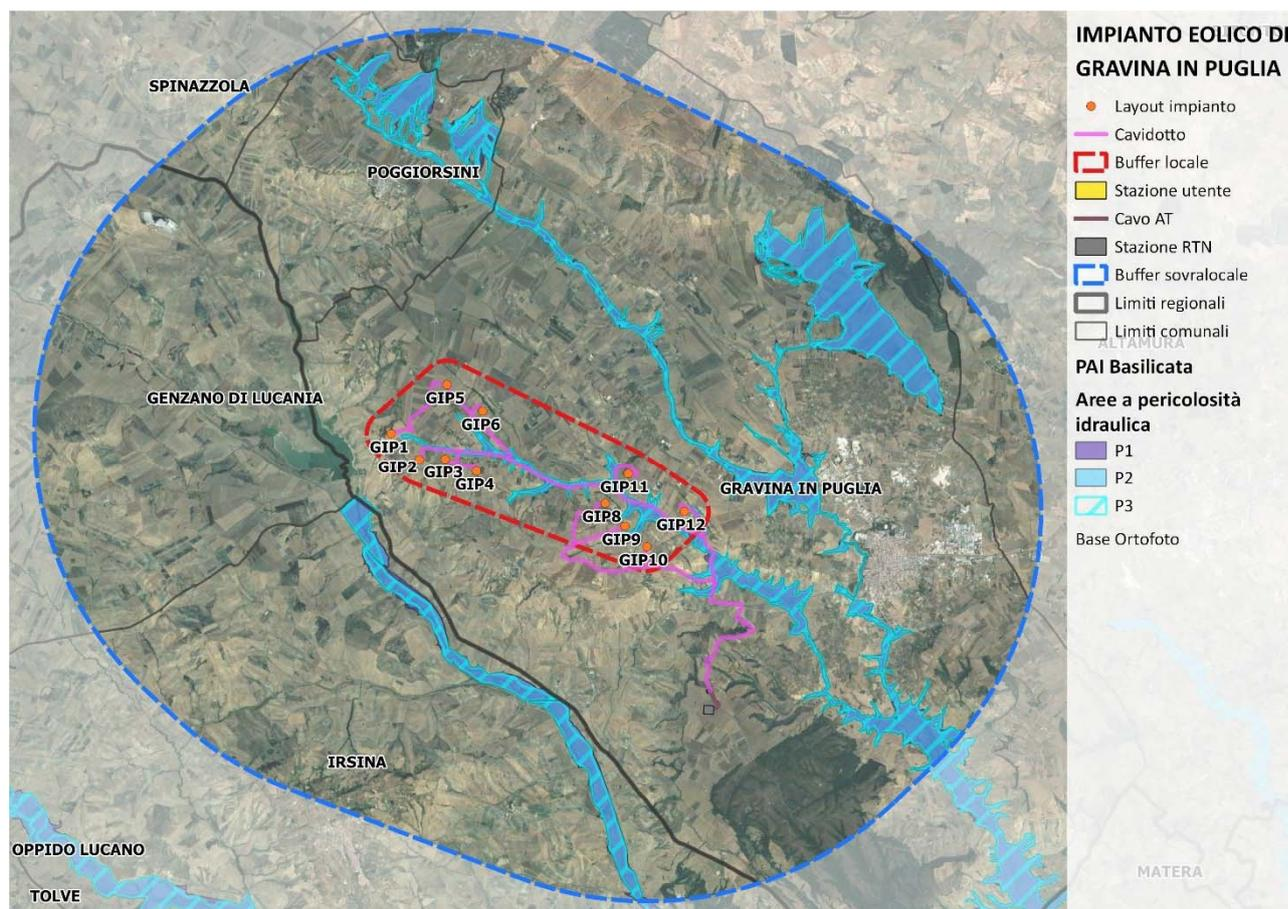 SPINAZZOLA
POGGIORSINI
GENZANO DI LUCANIA
GIP5
GIP6
GIP1
GIP2
GIP3
GIP4
GIP11
GRAVINA IN PUGLIA
GIP8
GIP12
GIP9
GIP10
IRSINA
OPPIDO LUCANO
TOLVE
IMPIANTO EOLICO DI
GRAVINA IN PUGLIA
Layout impianto
Cavidotto
Buffer locale
Stazione utente
Cavo AT
Stazione RTN
Buffer sovralocale
Limiti regionali
Limiti comunali
ALTAMURA
PAI Basilicata
Aree a pericolosità
idraulica
P1
P2
P3
Base Ortofoto
MATERA